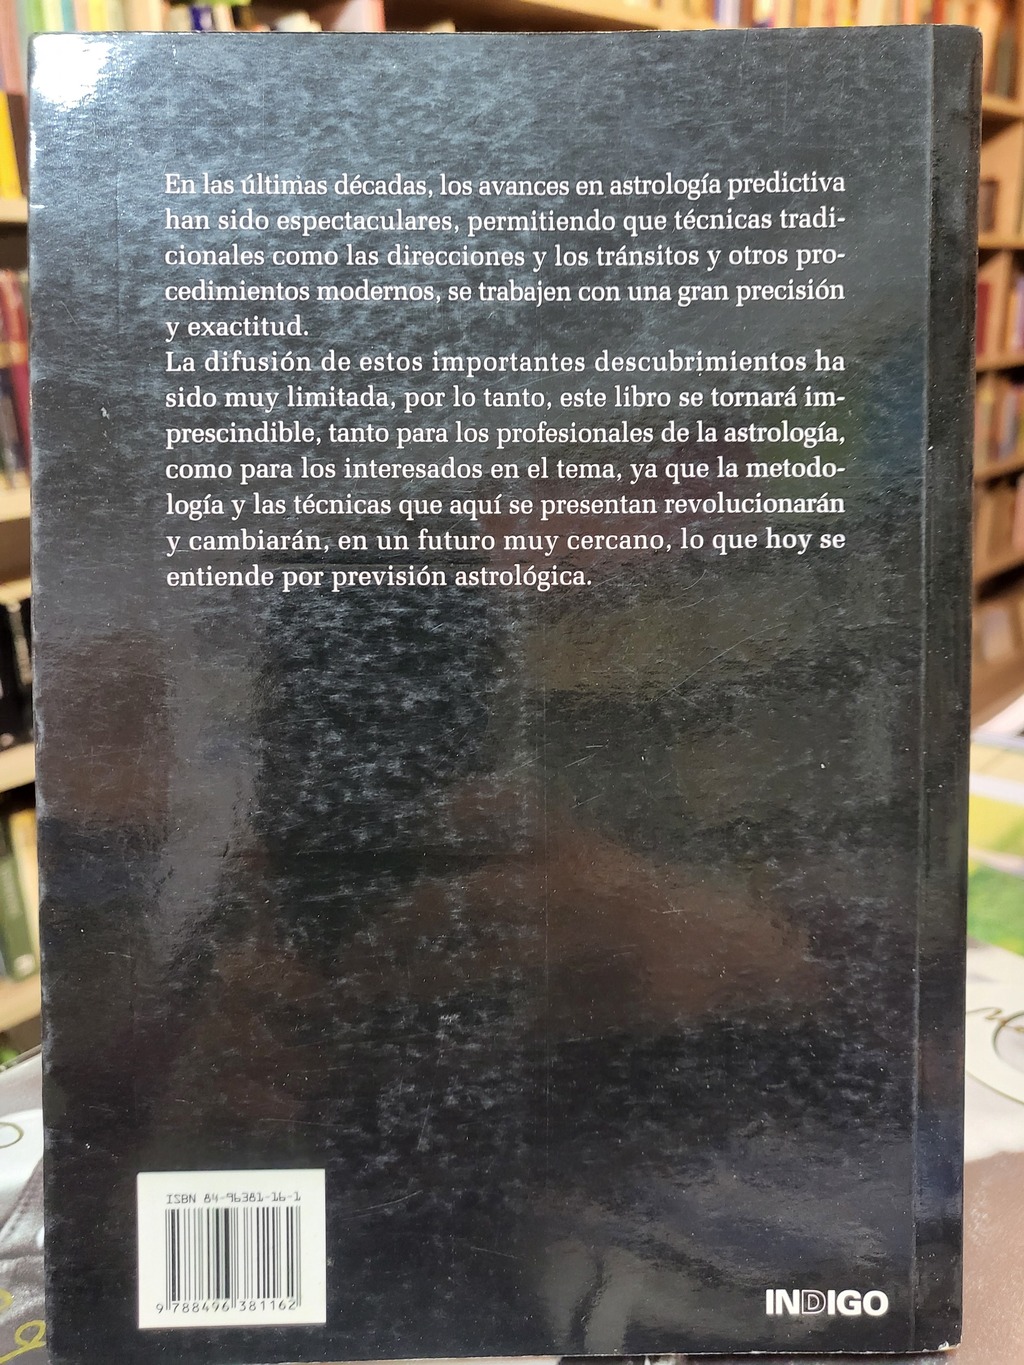 En las últimas décadas, los avances en astrología predictiva
han sido espectaculares, permitiendo que técnicas tradi-
cionales como las direcciones y los tránsitos y otros pro-
cedimientos modernos, se trabajen con una gran precisión
y exactitud.
La difusión de estos importantes descubrimientos ha
sido muy limitada, por lo tanto, este libro se tornará im-
prescindible, tanto para los profesionales de la astrología,
como para los interesados en el tema, ya que la metodo-
logía y las técnicas que aquí se presentan revolucionarán
y cambiarán, en un futuro muy cercano, lo que hoy se
entiende por previsión astrológica.
ISBN 84-96381-16-1
9 788496 381162
INDIGO